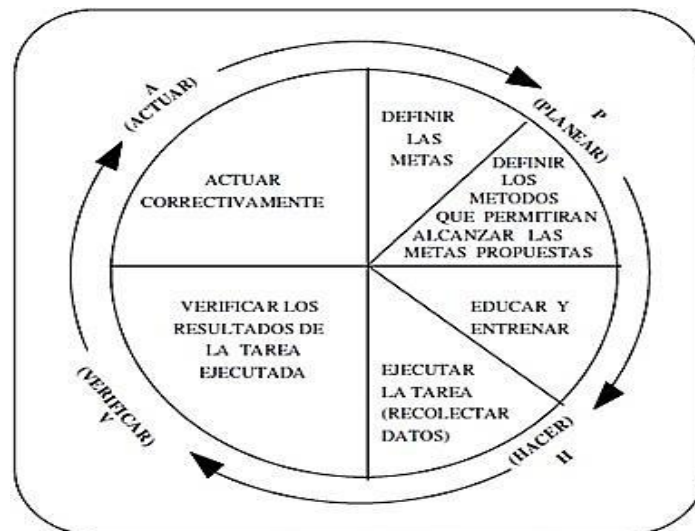 A
(ACTUAR)
P
(PLANEAR)
DEFINIR
LAS
METAS
DEFINIR
LOS
METODOS
QUE PERMITIRAN
ALCANZAR LAS
METAS PROPUESTAS
ACTUAR
CORRECTIVAMENTE
VERIFICAR LOS
RESULTADOS DE
LA TAREA
EJECUTADA
EDUCAR Y
ENTRENAR
EJECUTAR
LA TAREA
(RECOLECTAR
DATOS)
(VERIFICAR)
V
(HACER)
H